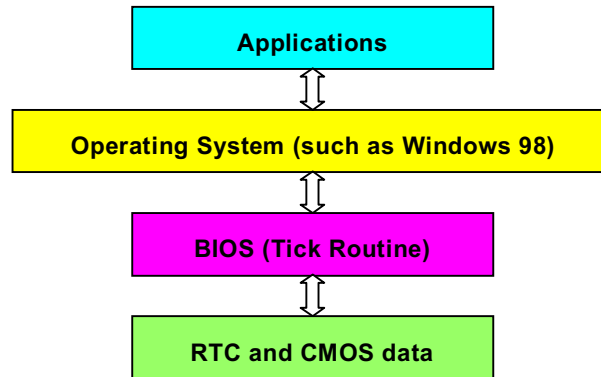 Applications
Operating System (such as Windows 98)
BIOS (Tick Routine)
RTC and CMOS data